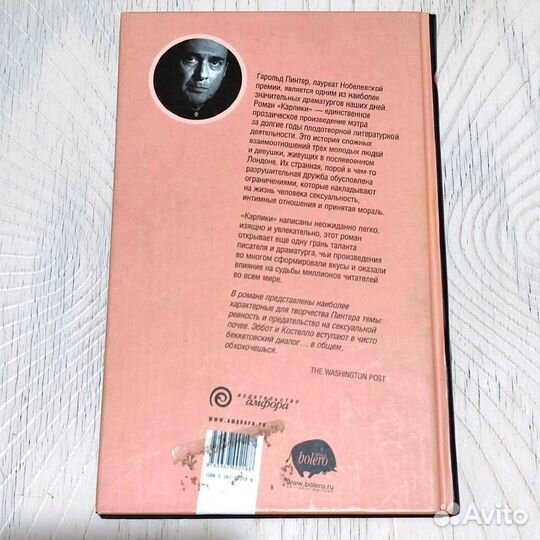 Гарольд Пинтер, лауреат Нобелевской
премии, является одним из наиболее
значительных драматургов наших дней.
Роман «Карлики» — единственное
прозаическое произведение мэтра
за долгие годы плодотворной литературной
деятельности. Это история сложных
взаимоотношений трех молодых людей
и девушки, живущих в послевоенном
Лондоне. Их странная, порой в чем-то
разрушительная дружба обусловлена
ограничениями, которые накладывают
на жизнь человека сексуальность,
интимные отношения и принятая мораль.
«Карлики» написаны неожиданно легко,
изящно и увлекательно, этот роман
открывает еще одну грань таланта
писателя и драматурга, чьи произведения
во многом сформировали вкусы и оказали
влияние на судьбы миллионов читателей
во всем мире.
В романе представлены наиболее
характерные для творчества Пинтера темы:
ревность и предательство на сексуальной
почве. Эббот и Костелло вступают в чисто
беккетовский диалог... в общем,
обхохочешься.
THE WASHINGTON POST
издательство
амфора
www.amphora.ru
bolero
www.bolero.ru
Avito